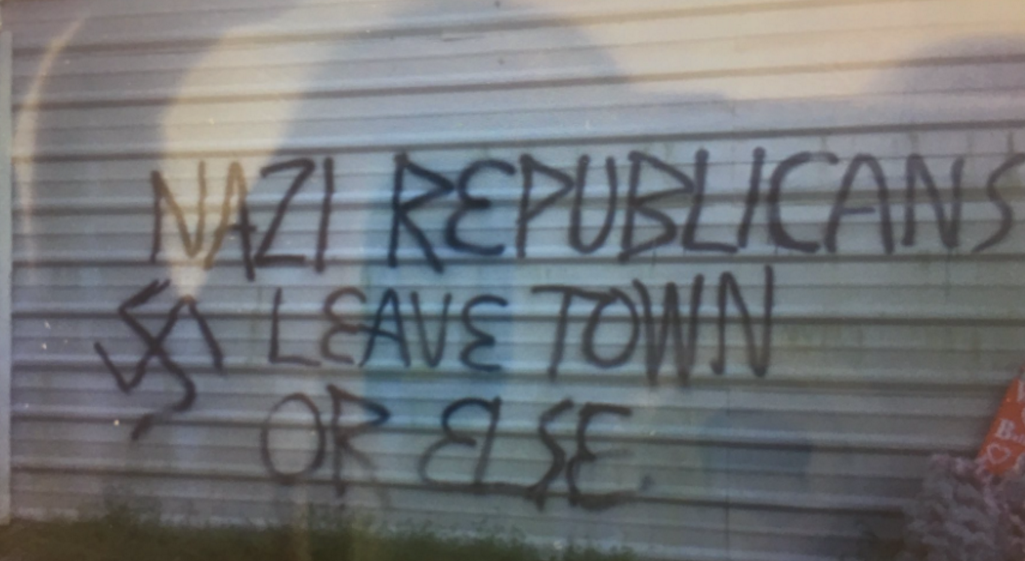 NAZI REPUBLICANS
LEAVE TOWN
OR ELSE.